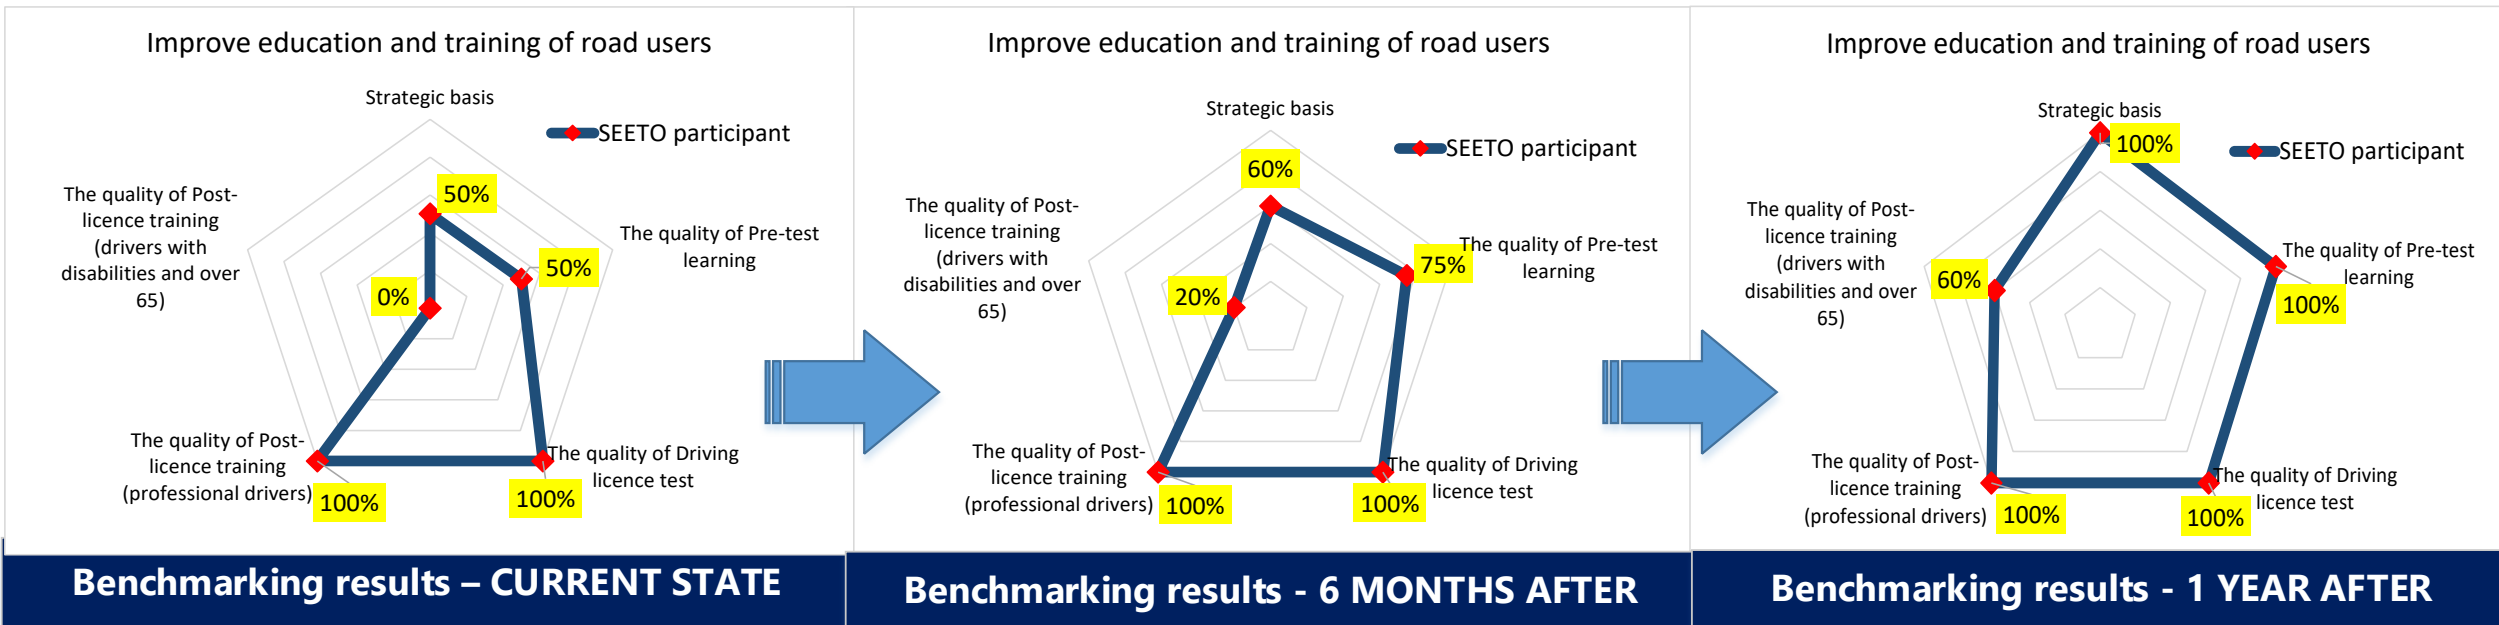 Improve education and training of road users
Strategic basis
SEETO participant
50%
The quality of Post-
licence training
(drivers with
disabilities and over
65)
The quality of Pre-test
learning
50%
0%
The quality of Post-
licence training
(professional drivers)
100%
The quality of Driving
licence test
100%
Benchmarking results – CURRENT STATE
Improve education and training of road users
Strategic basis
SEETO participant
60%
The quality of Post-
licence training
(drivers with
disabilities and over
65)
The quality of Pre-test
learning
75%
20%
The quality of Post-
licence training
(professional drivers)
100%
The quality of Driving
licence test
100%
Benchmarking results - 6 MONTHS AFTER
Improve education and training of road users
Strategic basis
100%
SEETO participant
The quality of Post-
licence training
(drivers with
disabilities and over
65)
The quality of Pre-test
learning
100%
60%
The quality of Post-
licence training
(professional drivers)
100%
The quality of Driving
licence test
100%
Benchmarking results - 1 YEAR AFTER